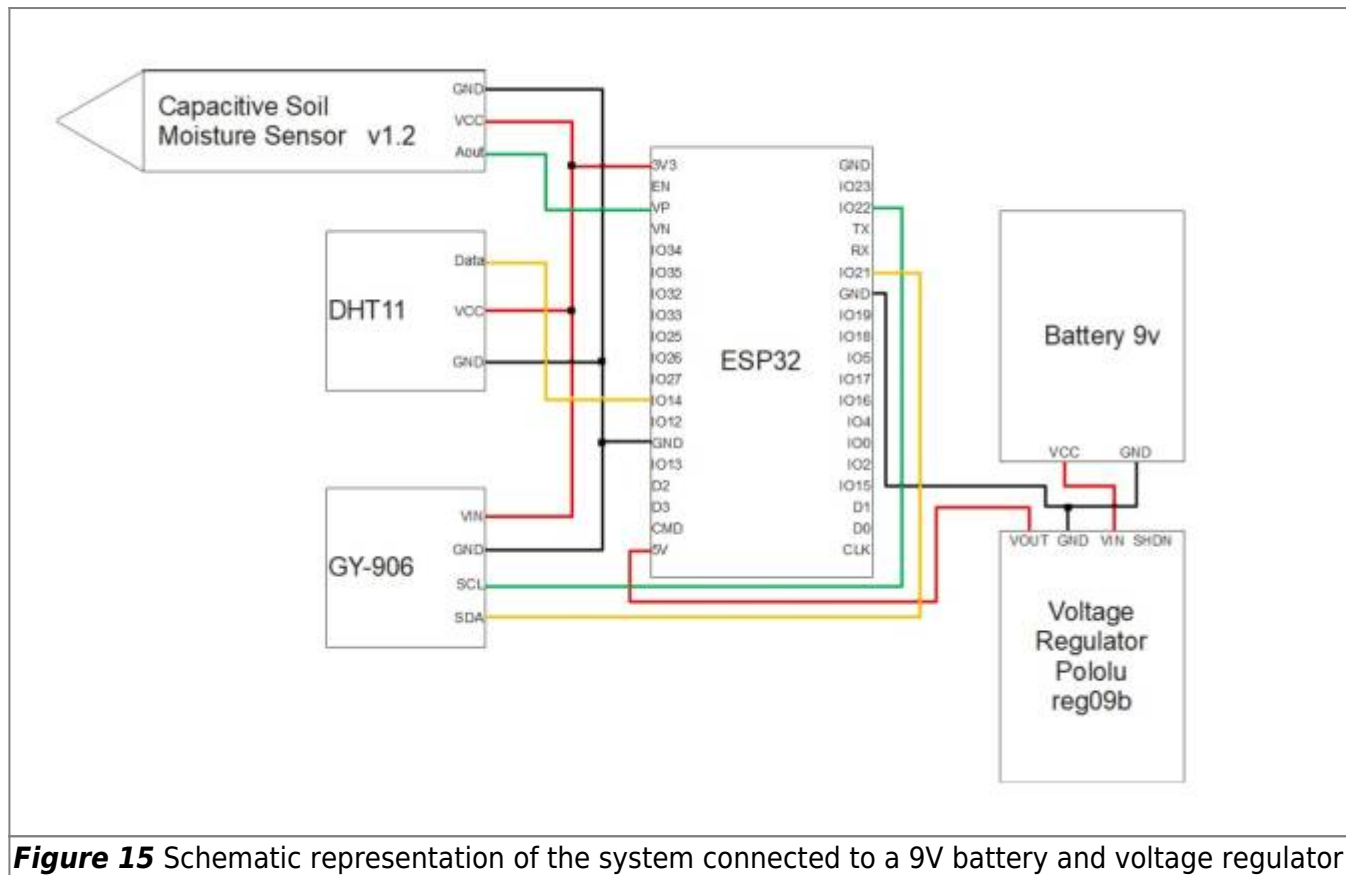 Capacitive Soil
Moisture Sensor v1.2
GND
VCC
Aout
DHT11
Data
VCC
GND
GY-906
VIN
GND
SCL
SDA
ESP32
3V3
EN
VP
VN
IO34
IO35
IO32
IO33
IO25
IO26
IO27
IO14
IO12
GND
IO13
D2
D3
CMD
5V
GND
IO23
IO22
TX
RX
IO21
GND
IO19
IO18
IO5
IO17
IO16
IO4
IO0
IO2
IO15
D1
D0
CLK
Battery 9v
VCC GND
VOUT GND VIN SHDN
Voltage
Regulator
Pololu
reg09b
Figure 15 Schematic representation of the system connected to a 9V battery and voltage regulator